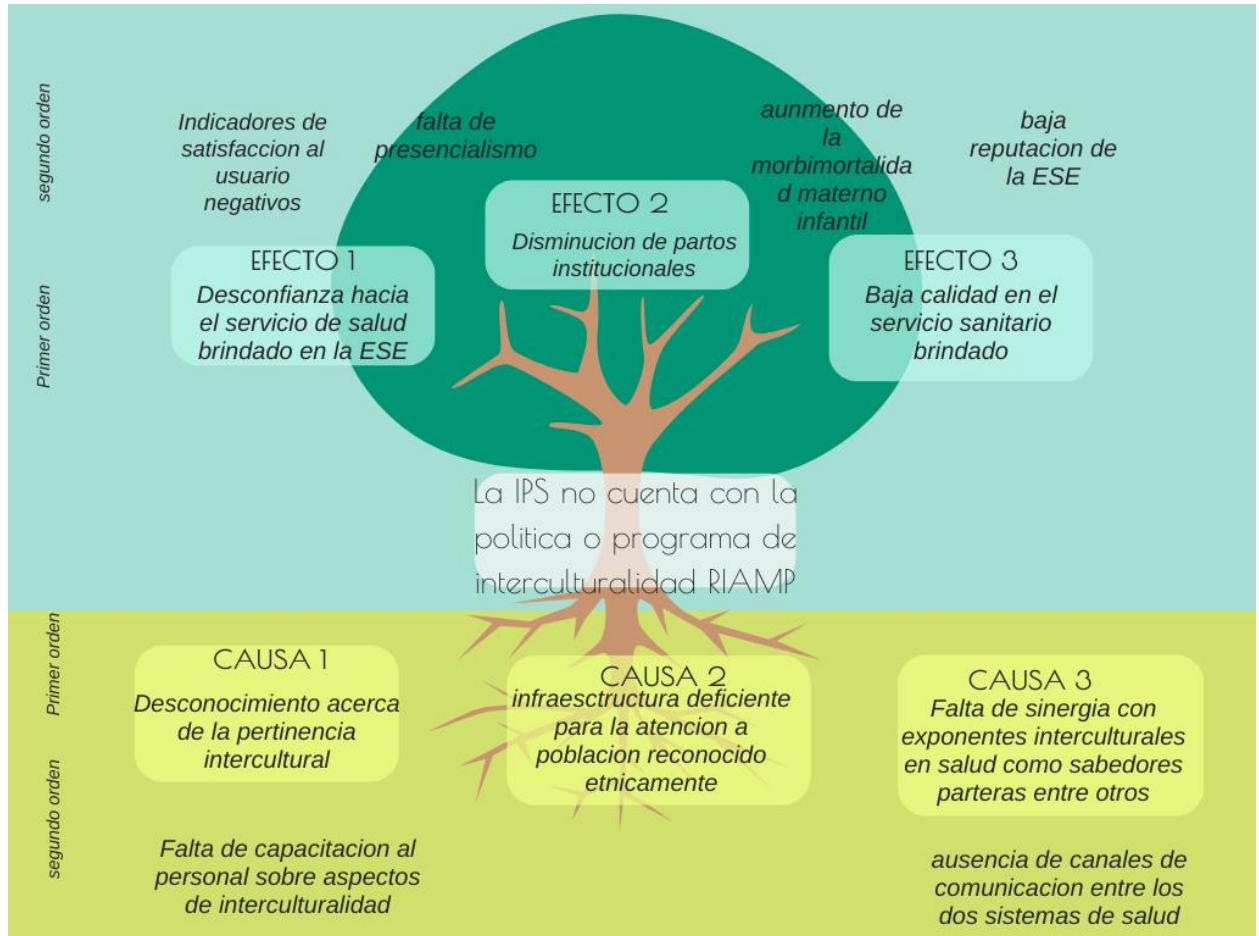 segundo orden
Indicadores de
satisfaccion al
usuario
negativos
falta de
presencialismo
aunmento de
la
morbimortalida
d materno
infantil
baja
reputacion de
la ESE
Primer orden
EFECTO 1
Desconfianza hacia
el servicio de salud
brindado en la ESE
EFECTO 2
Disminucion de partos
institucionales
EFECTO 3
Baja calidad en el
servicio sanitario
brindado
La IPS no cuenta con la
politica o programa de
interculturalidad RIAMP
Primer orden
CAUSA 1
Desconocimiento acerca
de la pertinencia
intercultural
CAUSA 2
infraesctructura deficiente
para la atencion a
poblacion reconocido
etnicamente
CAUSA 3
Falta de sinergia con
exponentes interculturales
en salud como sabedores
parteras entre otros
segundo orden
Falta de capacitacion al
personal sobre aspectos
de interculturalidad
ausencia de canales de
comunicacion entre los
dos sistemas de salud